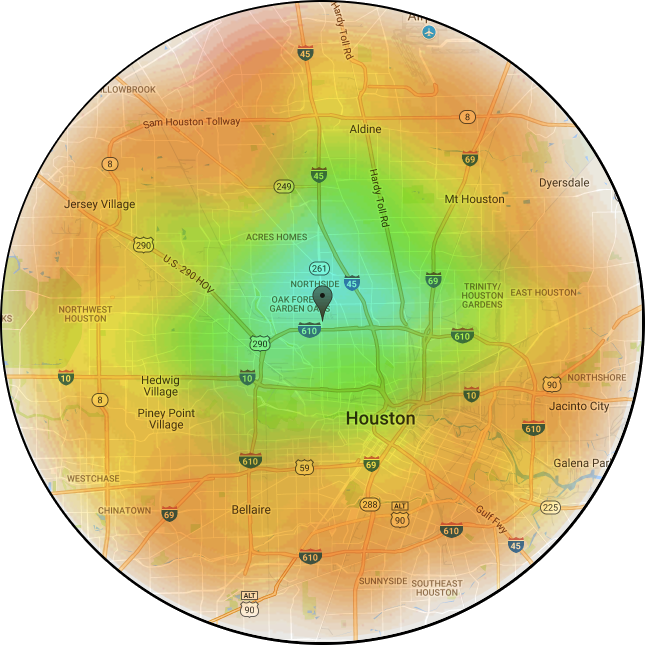 Hardy Toll Rd
45
LLOWBROOK
Sam Houston Tollway
8
Aldine
8
69
45
249
Hardy Toll Rd
Dyersdale
Jersey Village
Mt Houston
290
ACRES HOMES
U.S. 290 HOV
261
NORTHSIDE
45
69
TRINITY/
HOUSTON
GARDENS
EAST HOUSTON
OAK FORE
GARDEN OAKS
NORTHWEST
HOUSTON
KS
610
610
290
10
Hedwig
Village
10
90
NORTHSHORE
8
10
Jacinto City
Piney Point
Village
Houston
610
610
59
69
Galena Par
WESTCHASE
CHINATOWN
69
Bellaire
288
ALT
90
Gulf Fwy
225
610
45
610
SUNNYSIDE
SOUTHEAST
HOUSTON
ALT
90